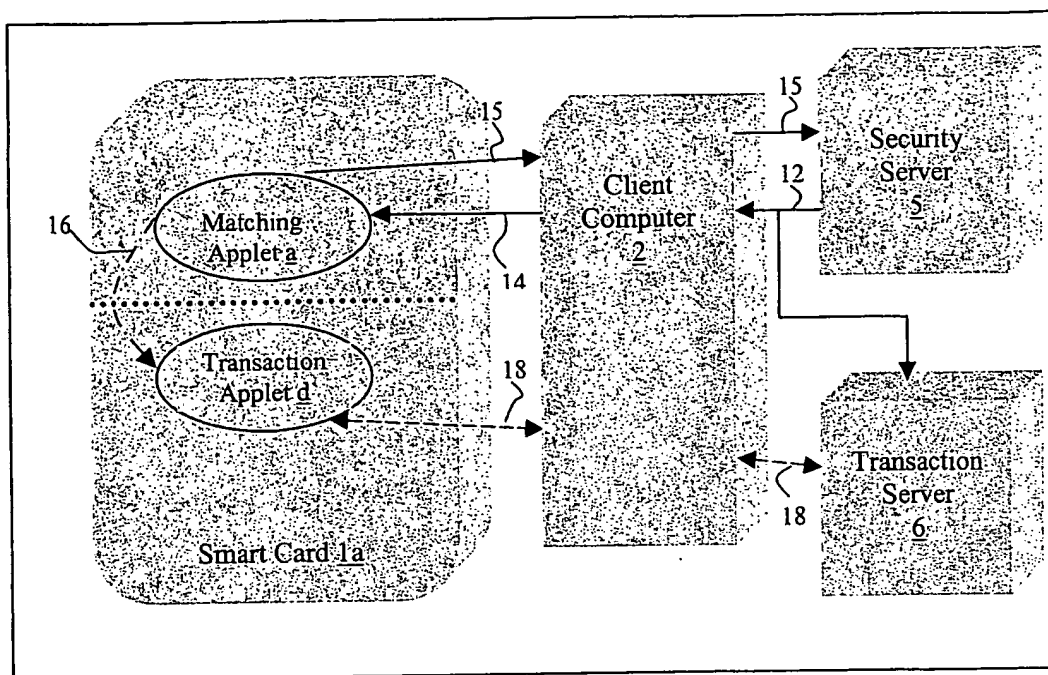 15
Matching
Applet a
16
14
Transaction
Applet d
18
Smart Card 1a
Client
Computer
2
15
12
Security
Server
5
18
Transaction
Server
6